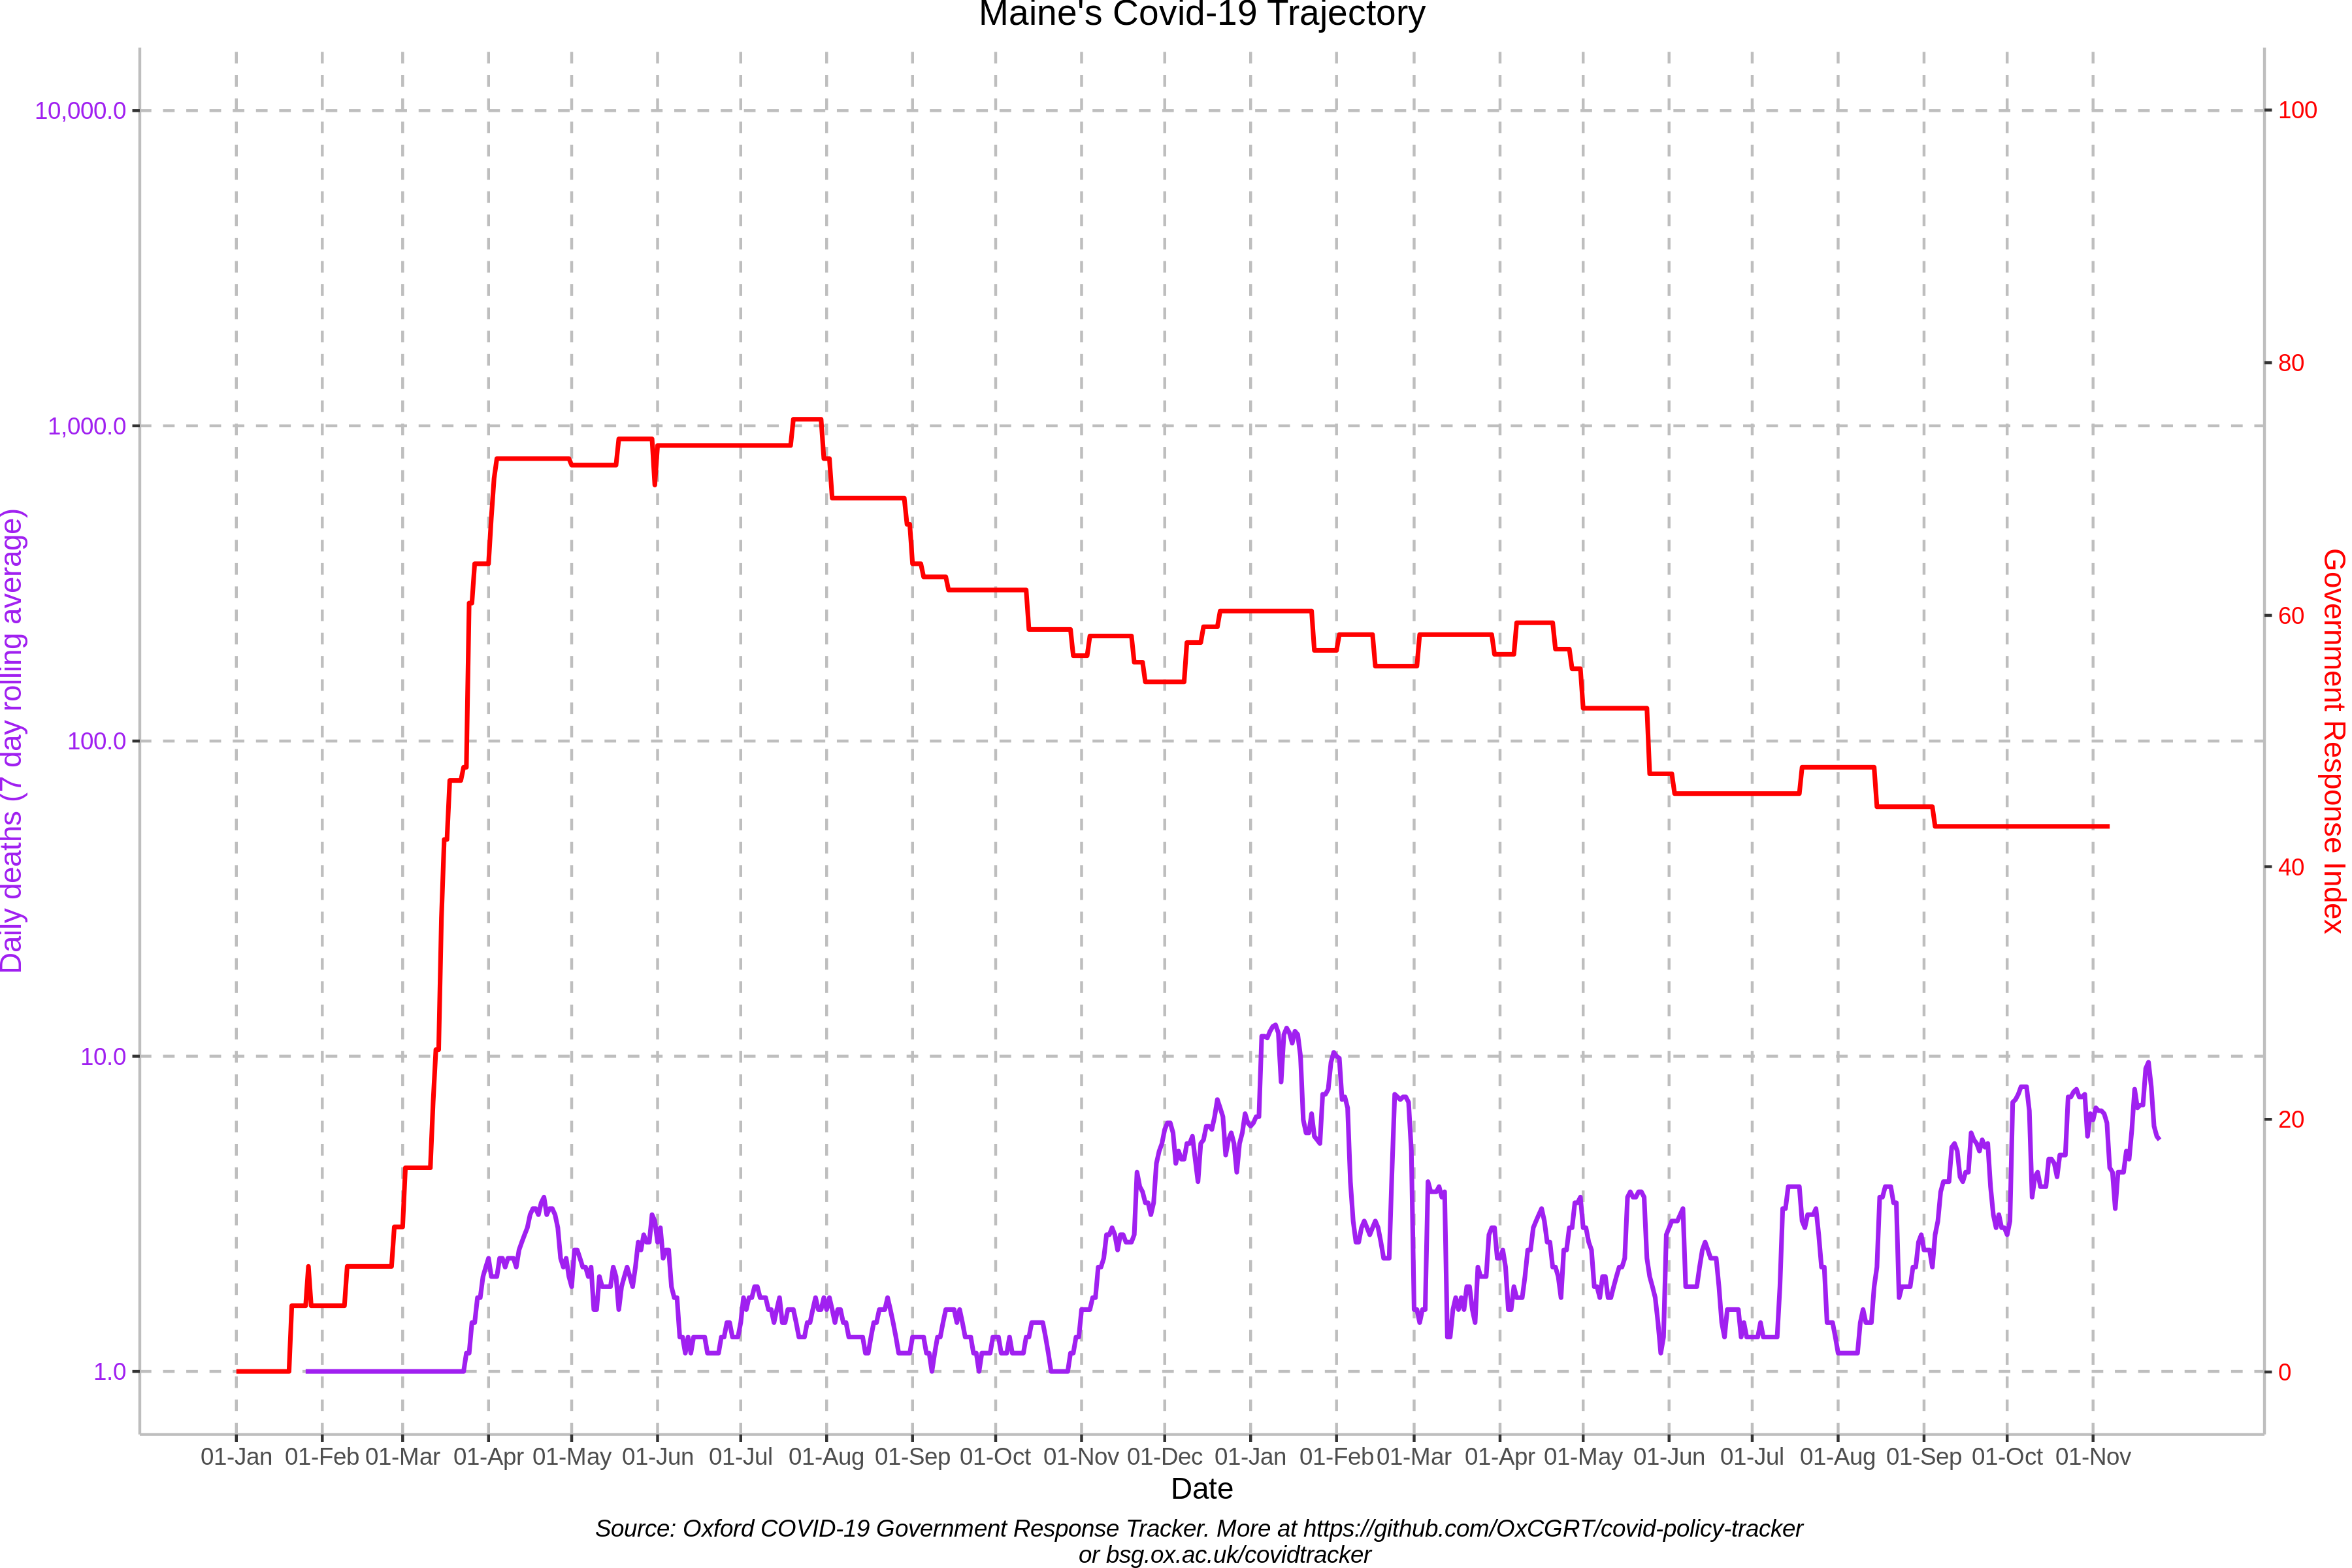 Maine's Covid-19 Trajectory
10,000.0
1,000.0
100.0
10.0
1.0
Daily deaths (7 day rolling average)
100
80
60
40
20
0
Government Response Index
01-Jan 01-Feb 01-Mar 01-Apr 01-May 01-Jun 01-Jul 01-Aug 01-Sep 01-Oct 01-Nov 01-Dec 01-Jan 01-Feb 01-Mar 01-Apr 01-May 01-Jun 01-Jul 01-Aug 01-Sep 01-Oct 01-Nov
Date
Source: Oxford COVID-19 Government Response Tracker. More at https://github.com/OxCGRT/covid-policy-tracker
or bsg.ox.ac.uk/covidtracker